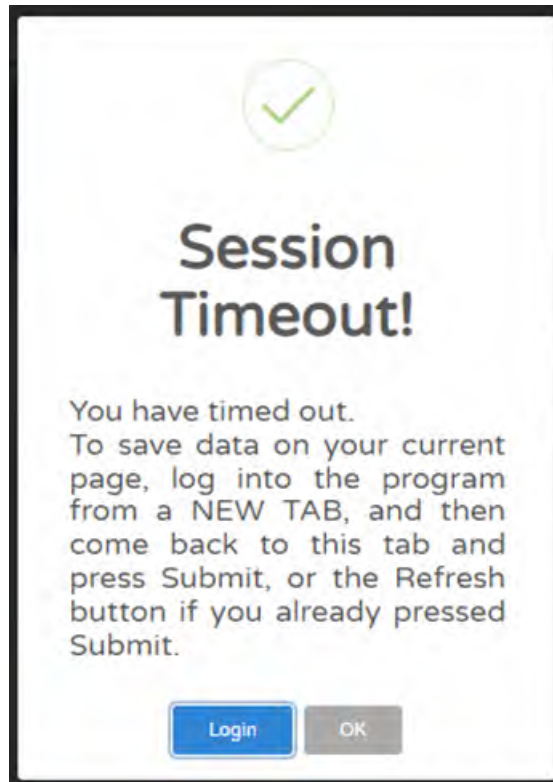 Session
Timeout!
You have timed out.
To save data on your current
page, log into the program
from a NEW TAB, and then
come back to this tab and
press Submit, or the Refresh
button if you already pressed
Submit.
Login OK